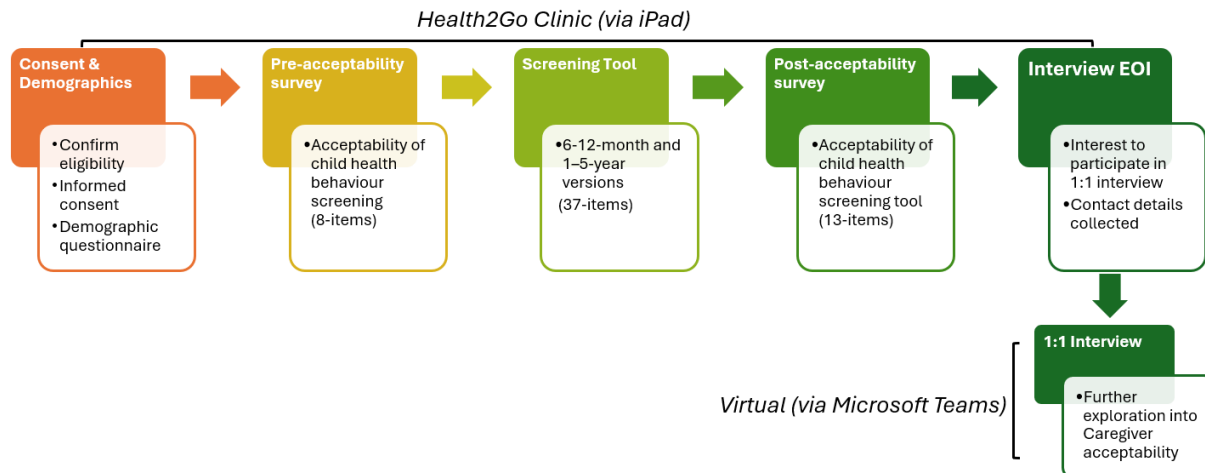 Health2Go Clinic (via iPad)
Consent &
Demographics
•Confirm
eligibility
•Informed
consent
•Demographic
questionnaire
Pre-acceptability
survey
•Acceptability of
child health
behaviour
screening
(8-items)
Screening Tool
•6-12-month and
1–5-year
versions
(37-items)
Post-acceptability
survey
•Acceptability of
child health
behaviour
screening tool
(13-items)
Interview EOI
•Interest to
participate in
1:1 interview
•Contact details
collected
1:1 Interview
Virtual (via Microsoft Teams)
•Further
exploration into
Caregiver
acceptability